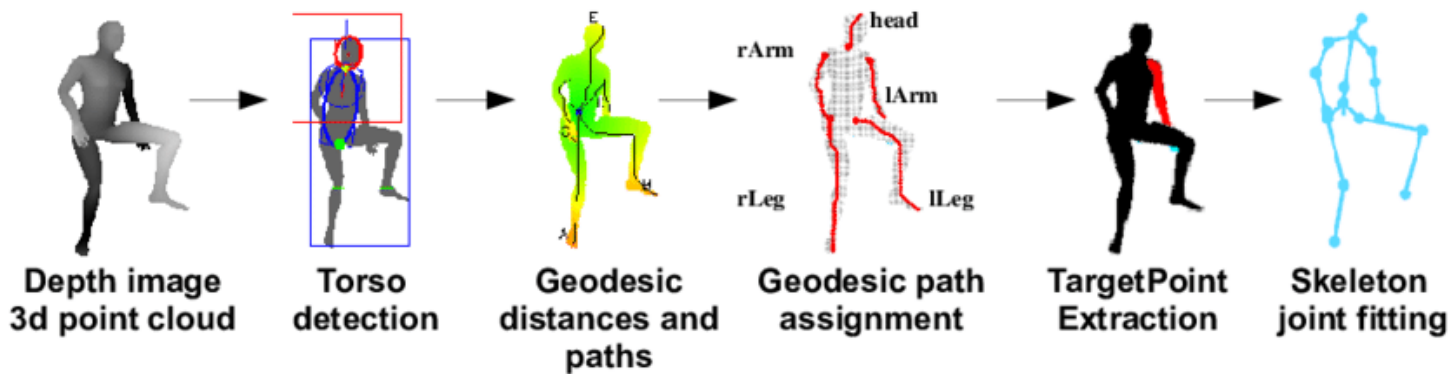 E
head
rArm
lArm
rLeg
lLeg
A
H
Depth image
3d point cloud
Torso
detection
Geodesic
distances and
paths
Geodesic path
assignment
TargetPoint
Extraction
Skeleton
joint fitting